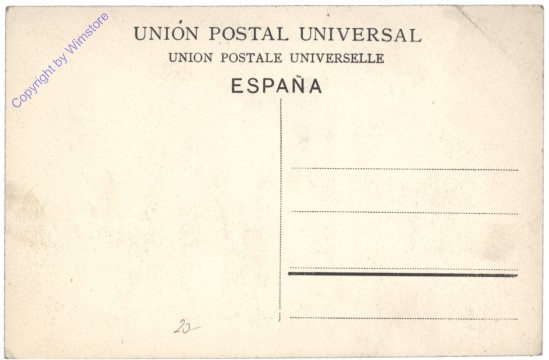 UNIÓN POSTAL UNIVERSAL
UNION POSTALE UNIVERSELLE
ESPAÑA
Copyright by Wimstore
20-